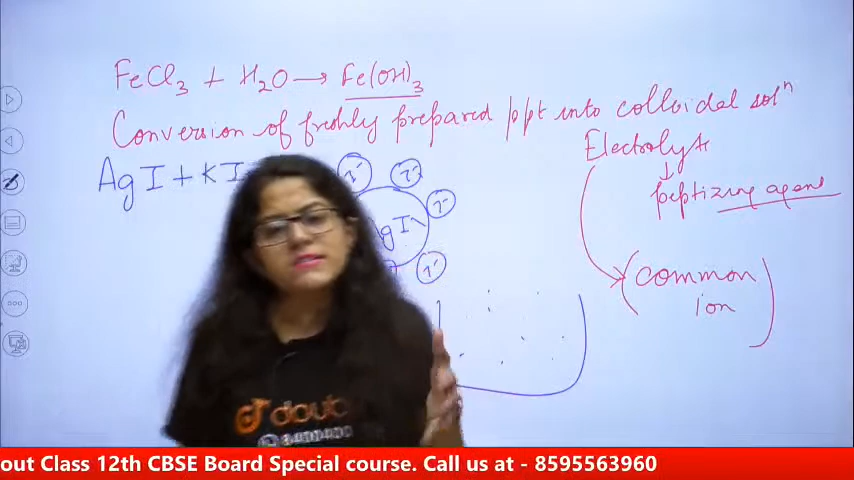 FeCl3 + H2O → Fe(OH)3
Conversion of freshly prepared ppt into colloidal solⁿ
Electrolyte
↓
peptizing agent
AgI + KI
I⁻ I⁻
I⁻
AgI
I⁻
(common
ion)
doub
out Class 12th CBSE Board Special course. Call us at - 8595563960